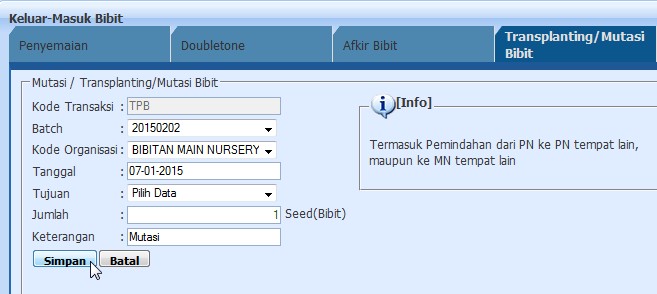 Keluar-Masuk Bibit
Penyemaian
Doubletone
Afkir Bibit
Transplanting/Mutasi
Bibit
Mutasi / Transplanting/Mutasi Bibit
Kode Transaksi : TPB
Batch : 20150202
Kode Organisasi : BIBITAN MAIN NURSERY
Tanggal : 07-01-2015
Tujuan : Pilih Data
Jumlah : 1 Seed(Bibit)
Keterangan : Mutasi
Simpan Batal
[Info]
Termasuk Pemindahan dari PN ke PN tempat lain,
maupun ke MN tempat lain